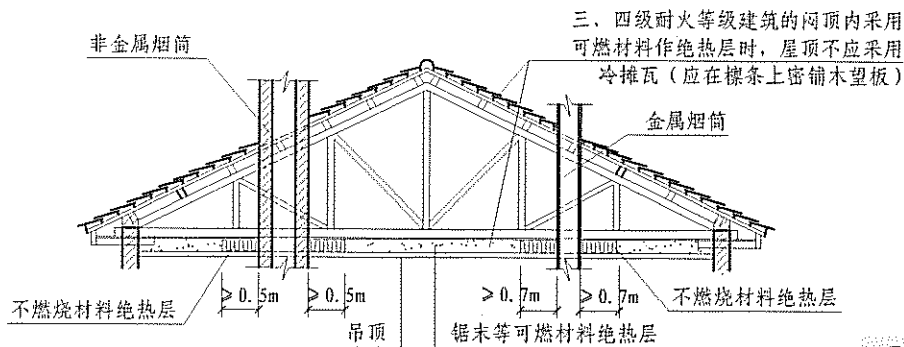 三、四级耐火等级建筑的闷顶内采用
可燃材料作绝热层时，屋顶不应采用
冷摊瓦（应在檩条上密铺木望板）
非金属烟筒
金属烟筒
≥0.5m
≥0.5m
≥0.7m
≥0.7m
不燃烧材料绝热层
不燃烧材料绝热层
吊顶
锯末等可燃材料绝热层